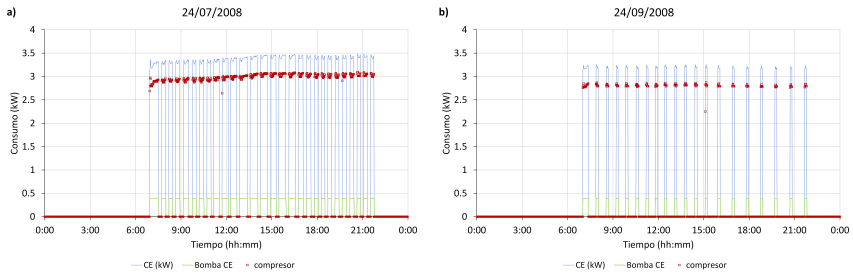 a)
24/07/2008
4
3.5
3
2.5
2
1.5
1
0.5
0
Consumo (kW)
0:00 3:00 6:00 9:00 12:00 15:00 18:00 21:00 0:00
Tiempo (hh:mm)
CE (kW) Bomba CE compresor
b)
24/09/2008
4
3.5
3
2.5
2
1.5
1
0.5
0
Consumo (kW)
0:00 3:00 6:00 9:00 12:00 15:00 18:00 21:00 0:00
Tiempo (hh:mm)
CE (kW) Bomba CE compresor